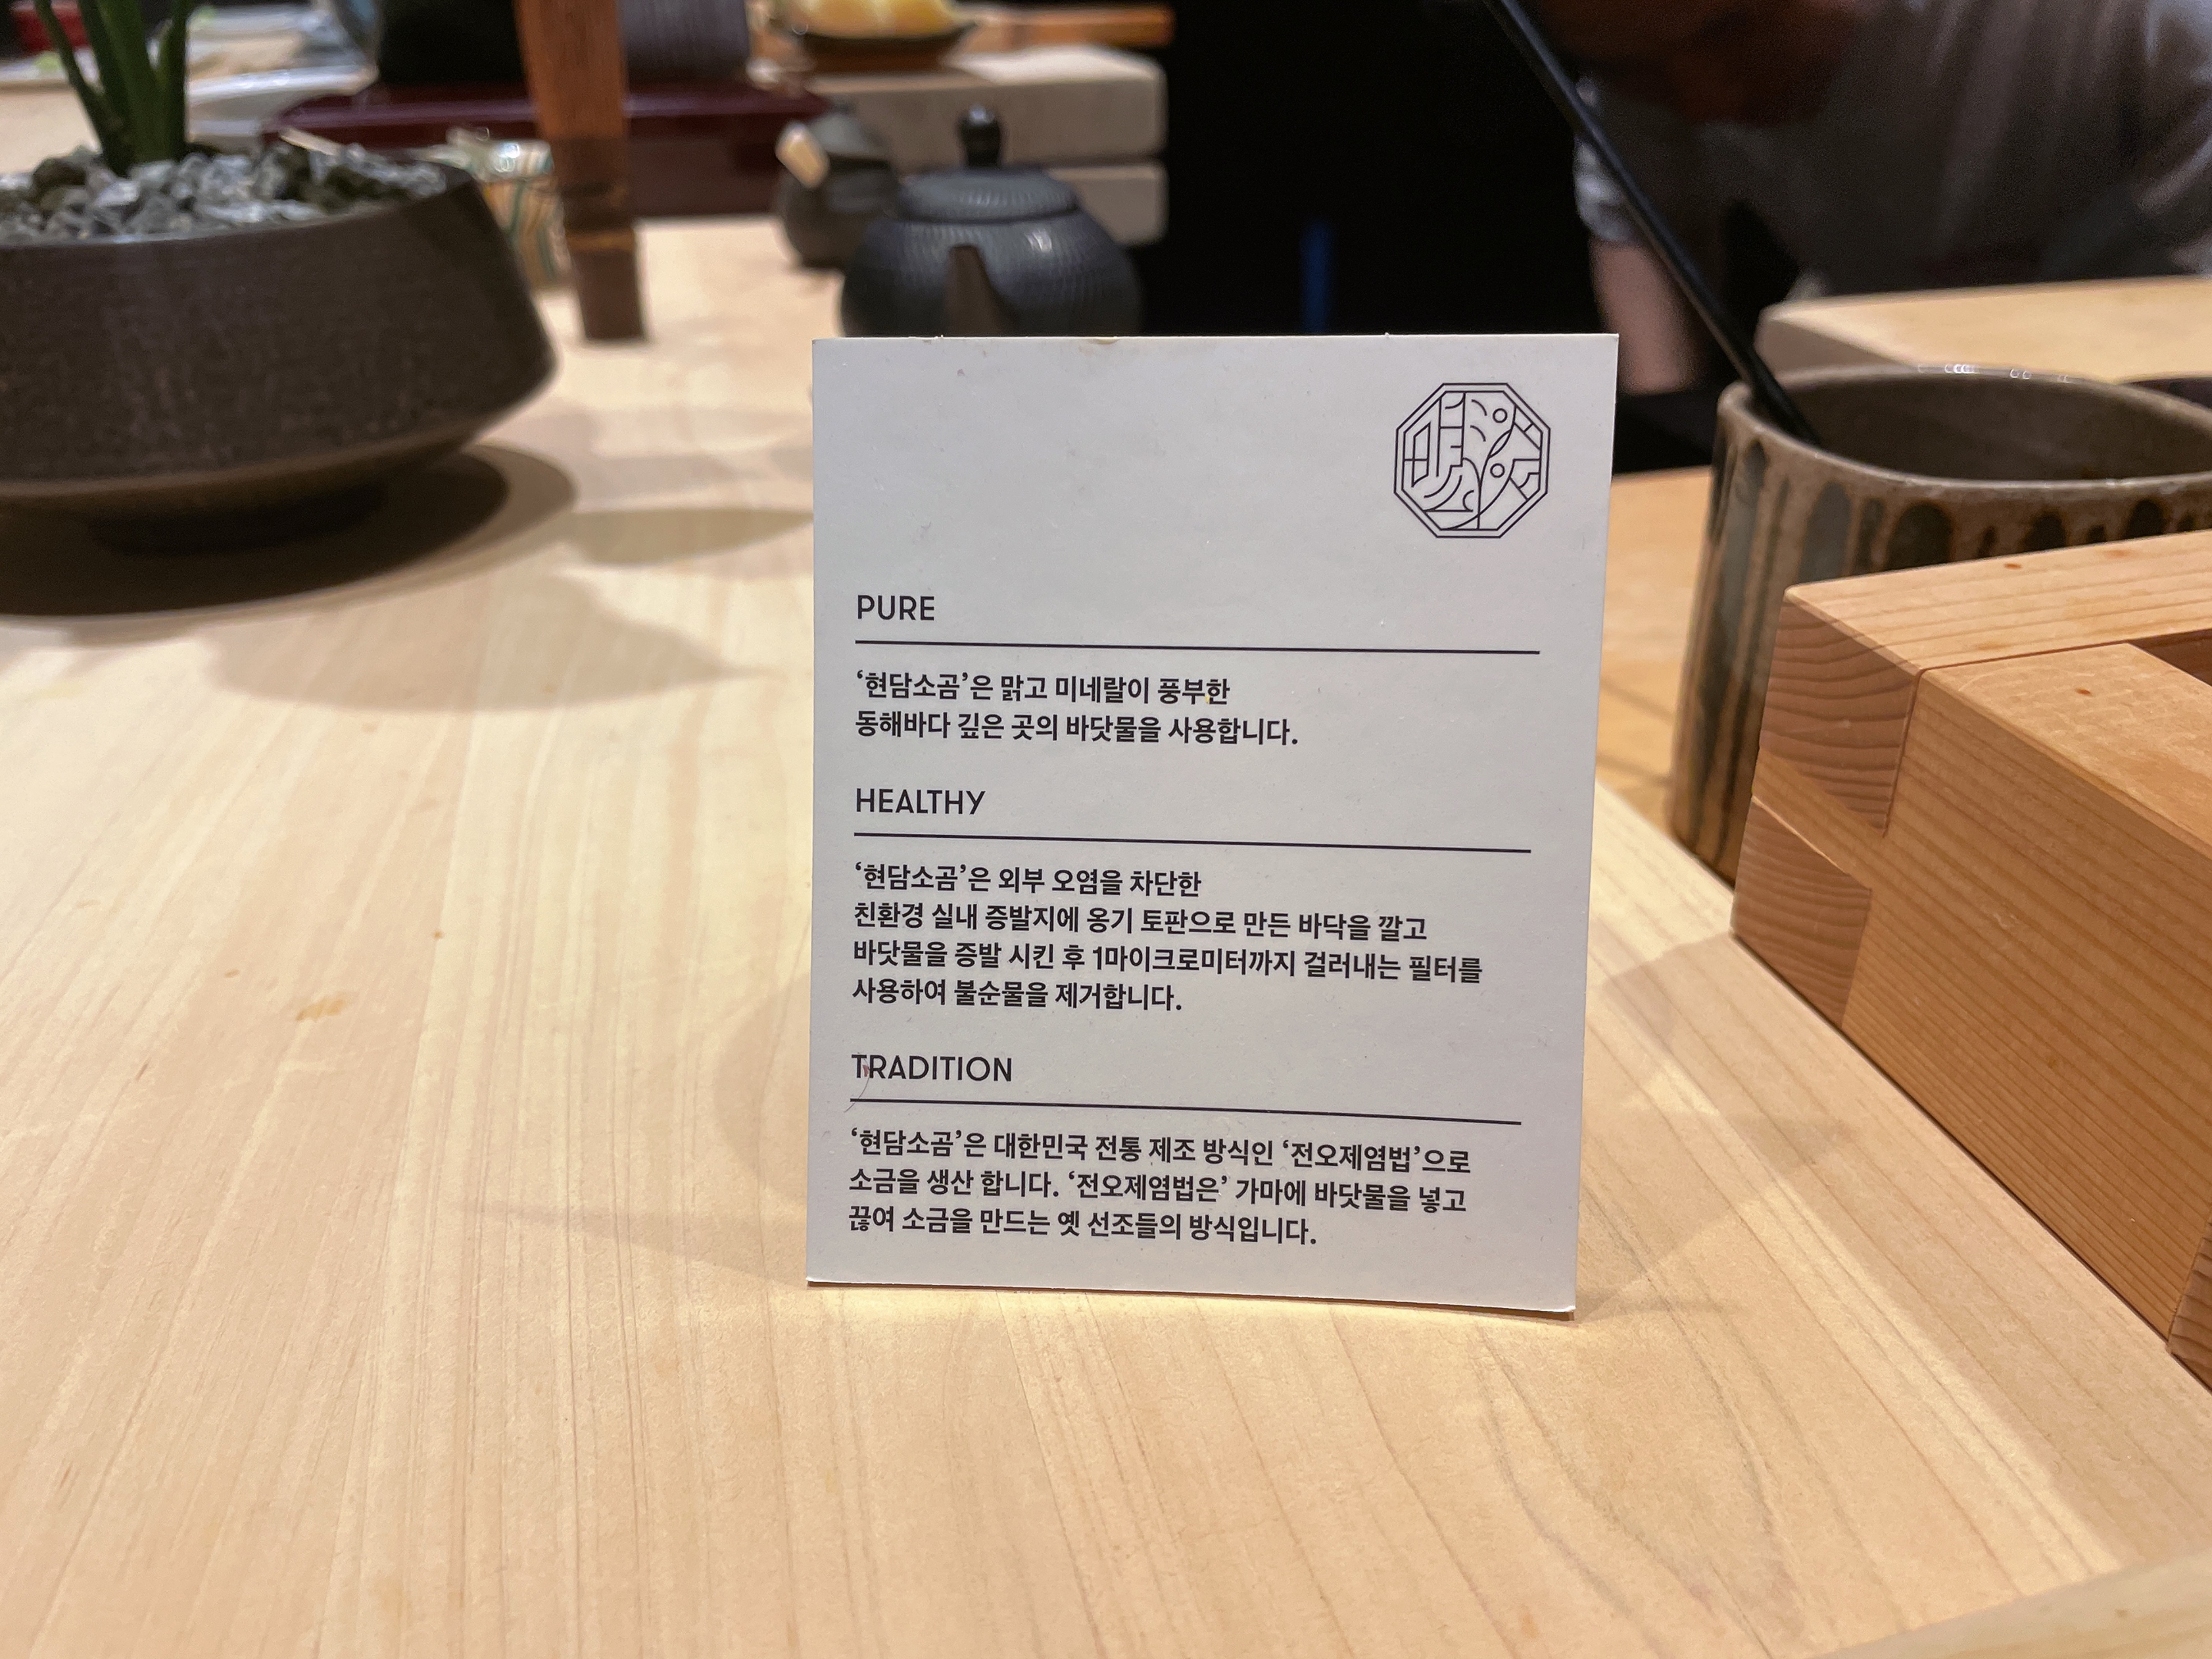 PURE
‘현담소곰’은 맑고 미네랄이 풍부한
동해바다 깊은 곳의 바닷물을 사용합니다.
HEALTHY
‘현담소곰’은 외부 오염을 차단한
친환경 실내 증발지에 옹기 토판으로 만든 바닥을 깔고
바닷물을 증발 시킨 후 1마이크로미터까지 걸러내는 필터를
사용하여 불순물을 제거합니다.
TRADITION
‘현담소곰’은 대한민국 전통 제조 방식인 ‘전오제염법’으로
소금을 생산 합니다. ‘전오제염법은’ 가마에 바닷물을 넣고
끊여 소금을 만드는 옛 선조들의 방식입니다.